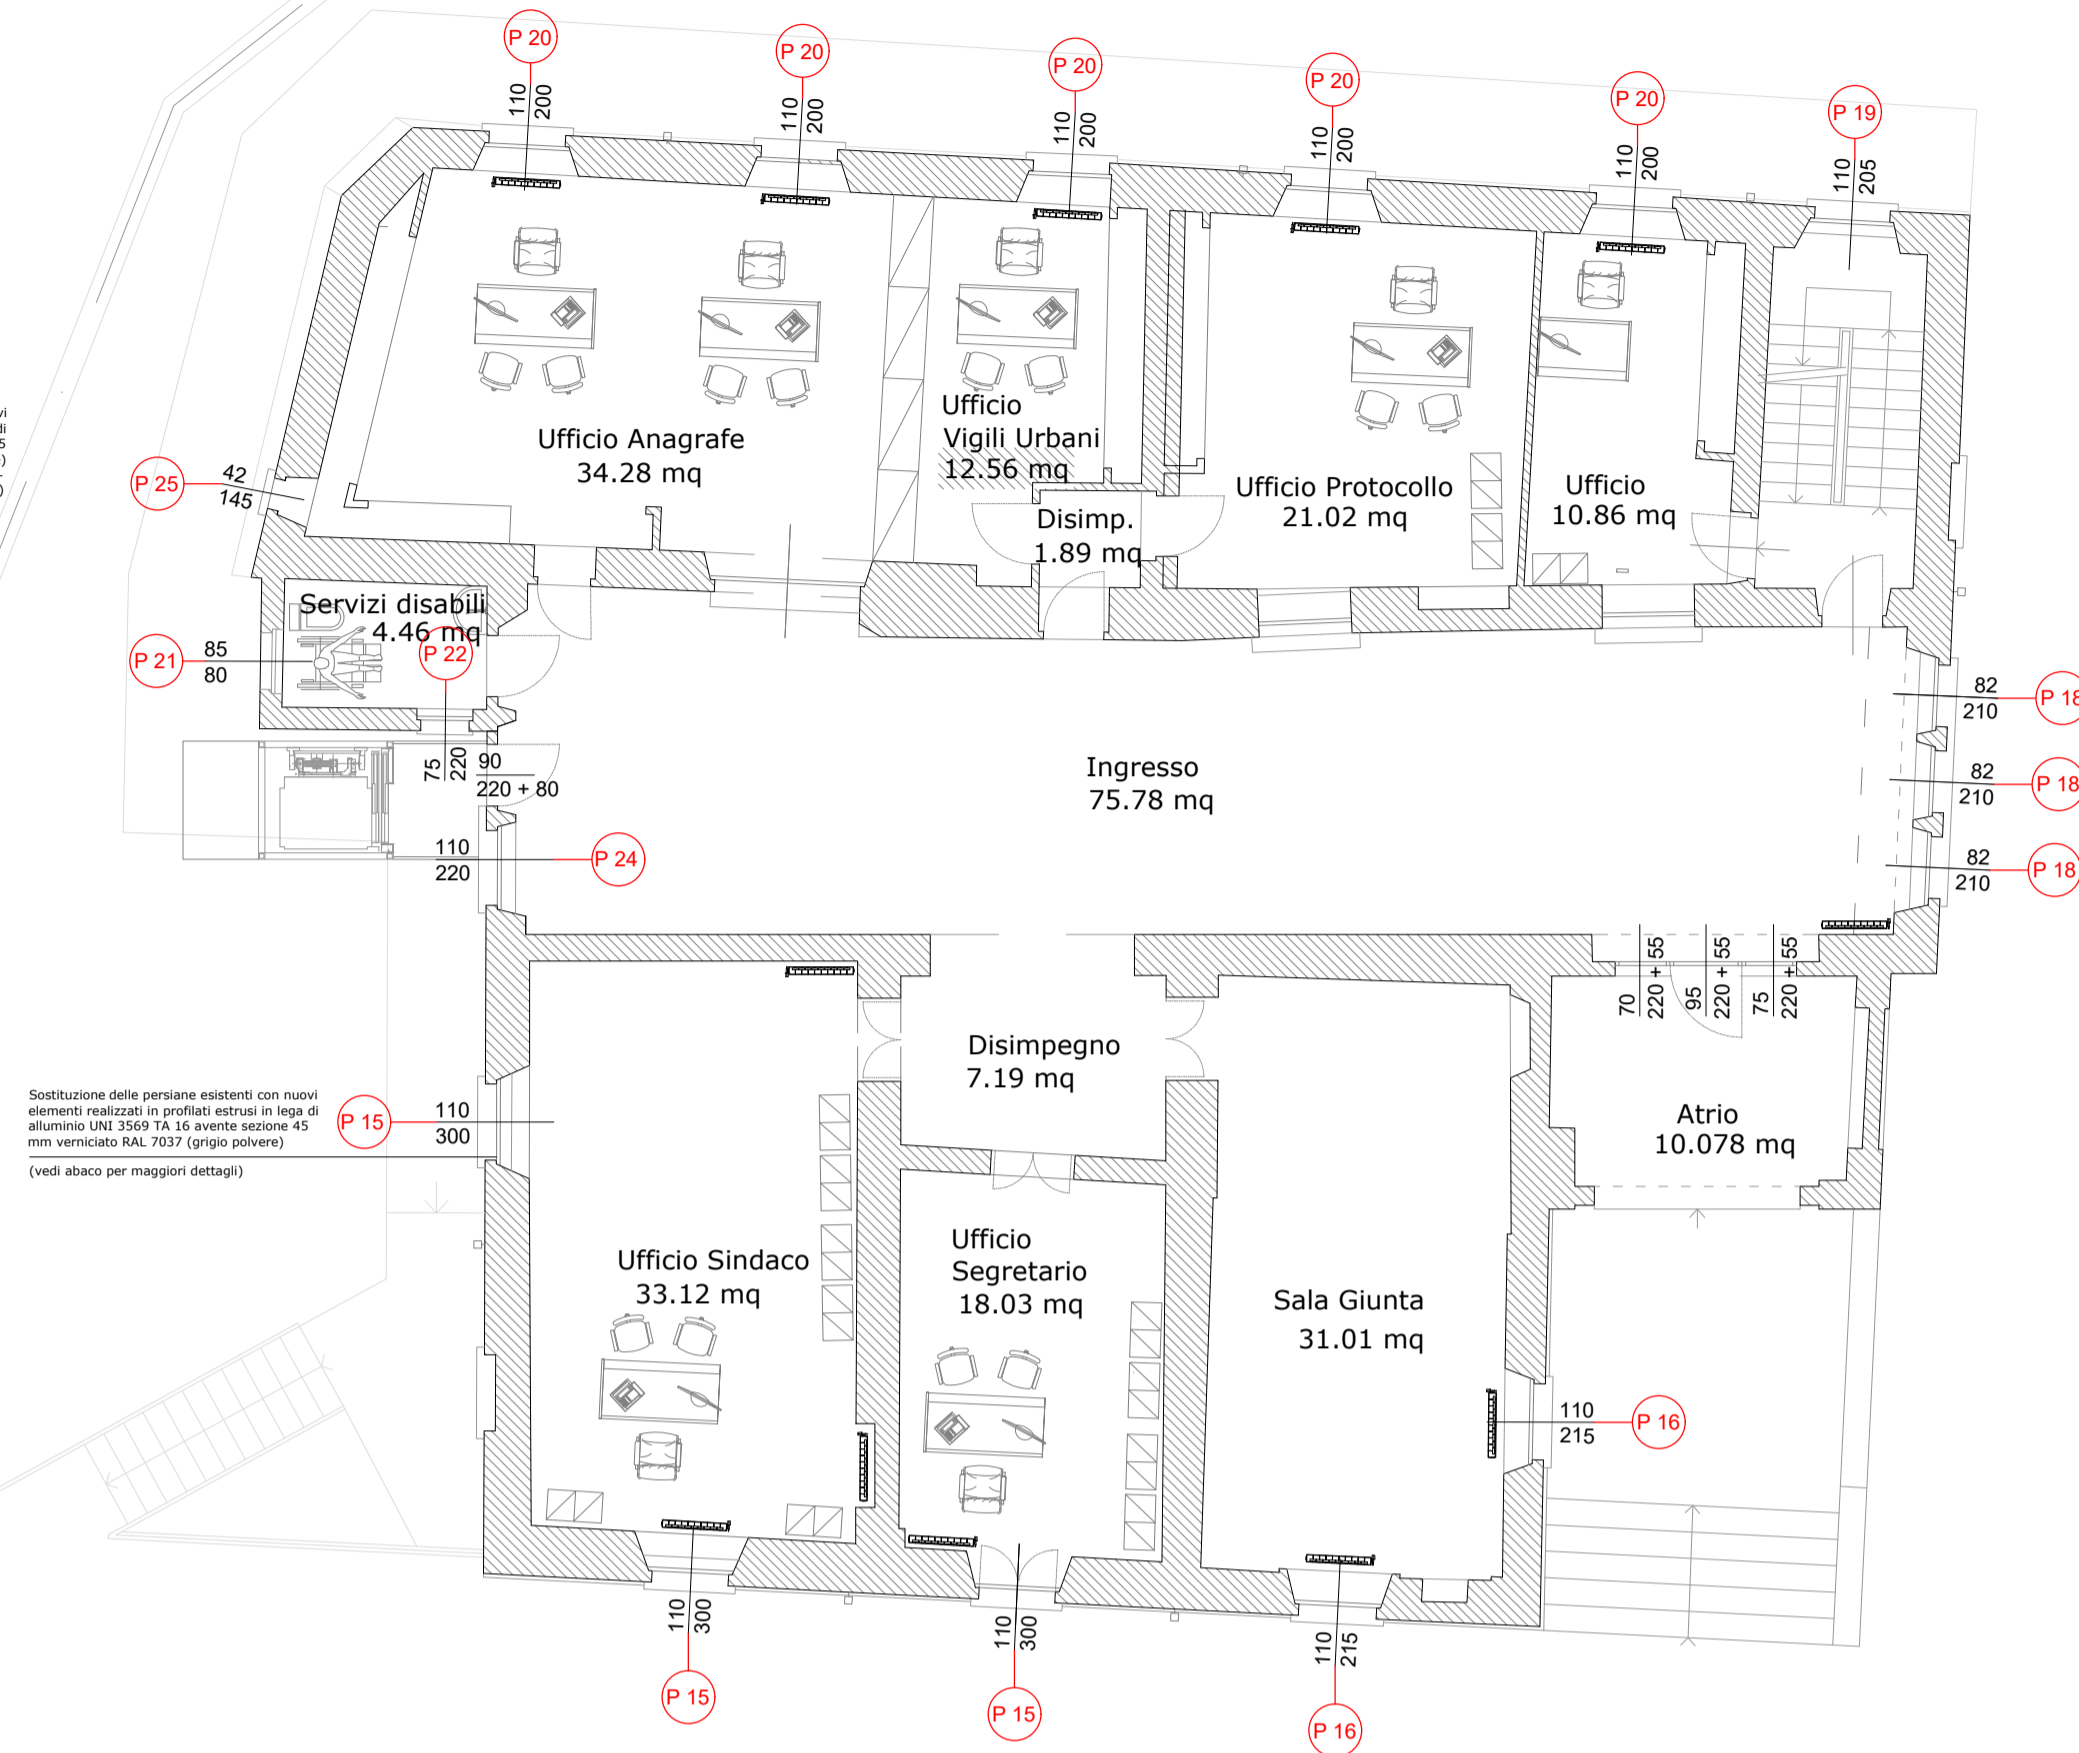 P 20
P 20
P 20
P 20
P 20
P 19
110
200
110
200
110
200
110
200
110
200
110
205
vi
di
5
)
)
P 25
42
145
Ufficio Anagrafe
34.28 mq
Ufficio
Vigili Urbani
12.56 mq
Disimp.
1.89 mq
Ufficio Protocollo
21.02 mq
Ufficio
10.86 mq
Servizi disabili
4.46 mq
P 21
85
80
P 22
75
220
90
220 + 80
110
220
P 24
Ingresso
75.78 mq
82
210
P 18
82
210
P 18
82
210
P 18
70
220 + 55
95
220 + 55
75
220 + 55
Disimpegno
7.19 mq
Atrio
10.078 mq
Sostituzione delle persiane esistenti con nuovi
elementi realizzati in profilati estrusi in lega di
alluminio UNI 3569 TA 16 avente sezione 45
mm verniciato RAL 7037 (grigio polvere)
(vedi abaco per maggiori dettagli)
P 15
110
300
Ufficio Sindaco
33.12 mq
Ufficio
Segretario
18.03 mq
Sala Giunta
31.01 mq
110
215
P 16
110
300
110
300
110
215
P 15
P 15
P 16